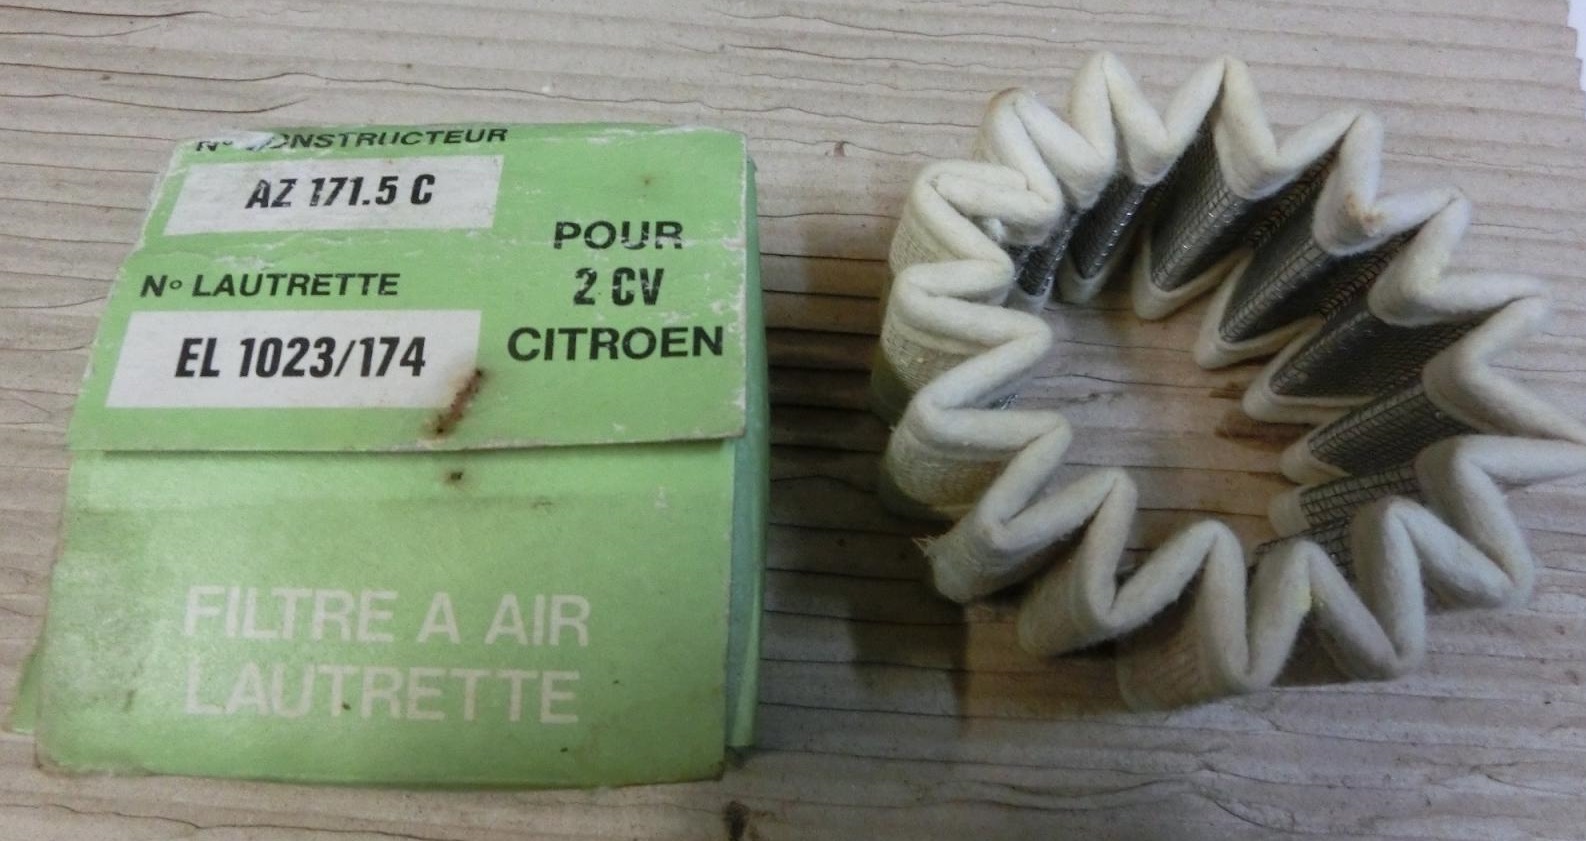 N° CONSTRUCTEUR
AZ 171.5 C
N° LAUTRETTE
EL 1023/174
POUR
2 CV
CITROEN
FILTRE A AIR
LAUTRETTE